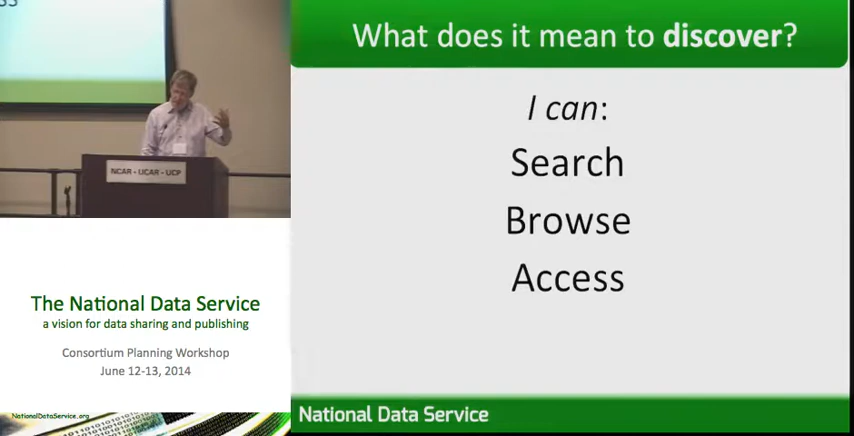 What does it mean to discover?
I can:
Search
Browse
Access
NCAR - UCAR - UCP
The National Data Service
a vision for data sharing and publishing
Consortium Planning Workshop
June 12-13, 2014
NationalDataService.org
National Data Service